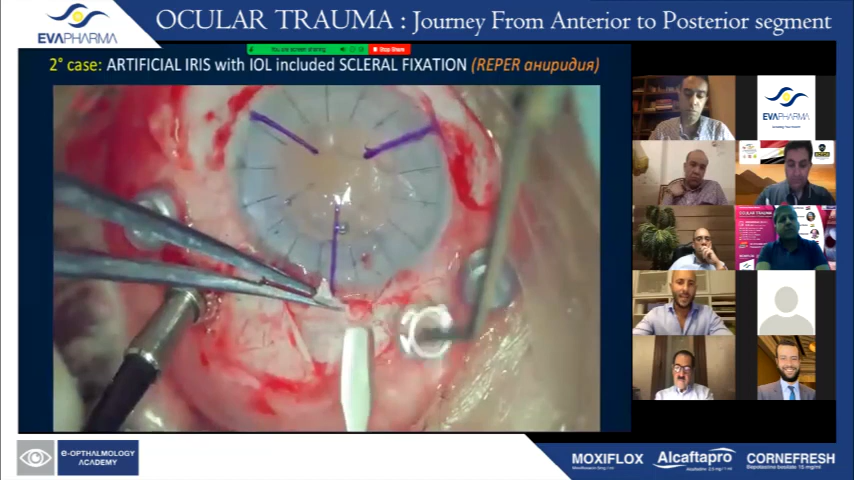 EVAPHARMA
OCULAR TRAUMA : Journey From Anterior to Posterior segment
You are screen sharing
Stop Share
2° case: ARTIFICIAL IRIS with IOL included SCLERAL FIXATION (REPER аниридия)
EVAPHARMA
OCULAR TRAUMA
e-OPTHALMOLOGY
ACADEMY
MOXIFLOX
Alcaftapro
CORNEFRESH